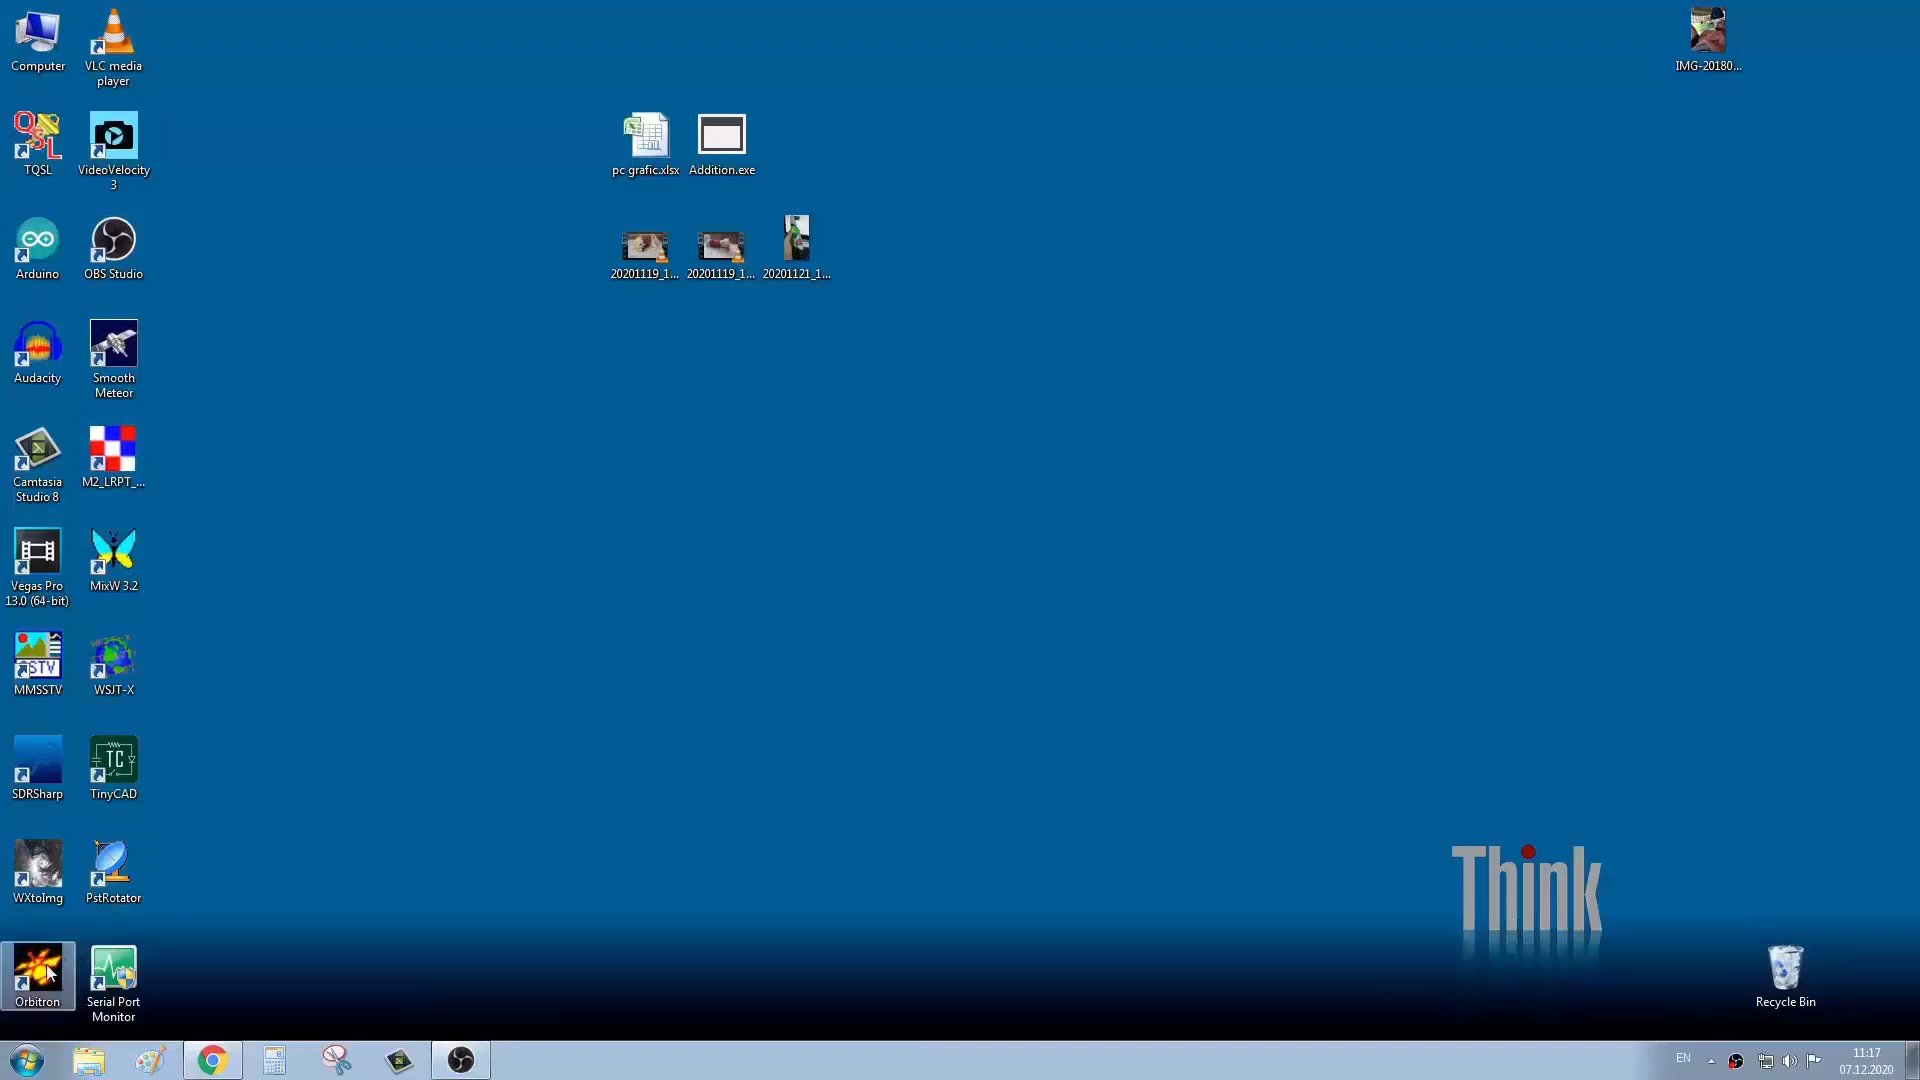 Computer
VLC media
player
IMG-20180...
TQSL
VideoVelocity
3
pc grafic.xlsx
Addition.exe
Arduino
OBS Studio
20201119_1...
20201119_1...
20201121_1...
Audacity
Smooth
Meteor
Camtasia
Studio 8
M2_LRPT_...
Vegas Pro
13.0 (64-bit)
MixW 3.2
SSTV
MMSSTV
WSJT-X
TC
SDRSharp
TinyCAD
WXtoImg
PstRotator
Think
Orbitron
Serial Port
Monitor
Recycle Bin
EN
11:17
07.12.2020